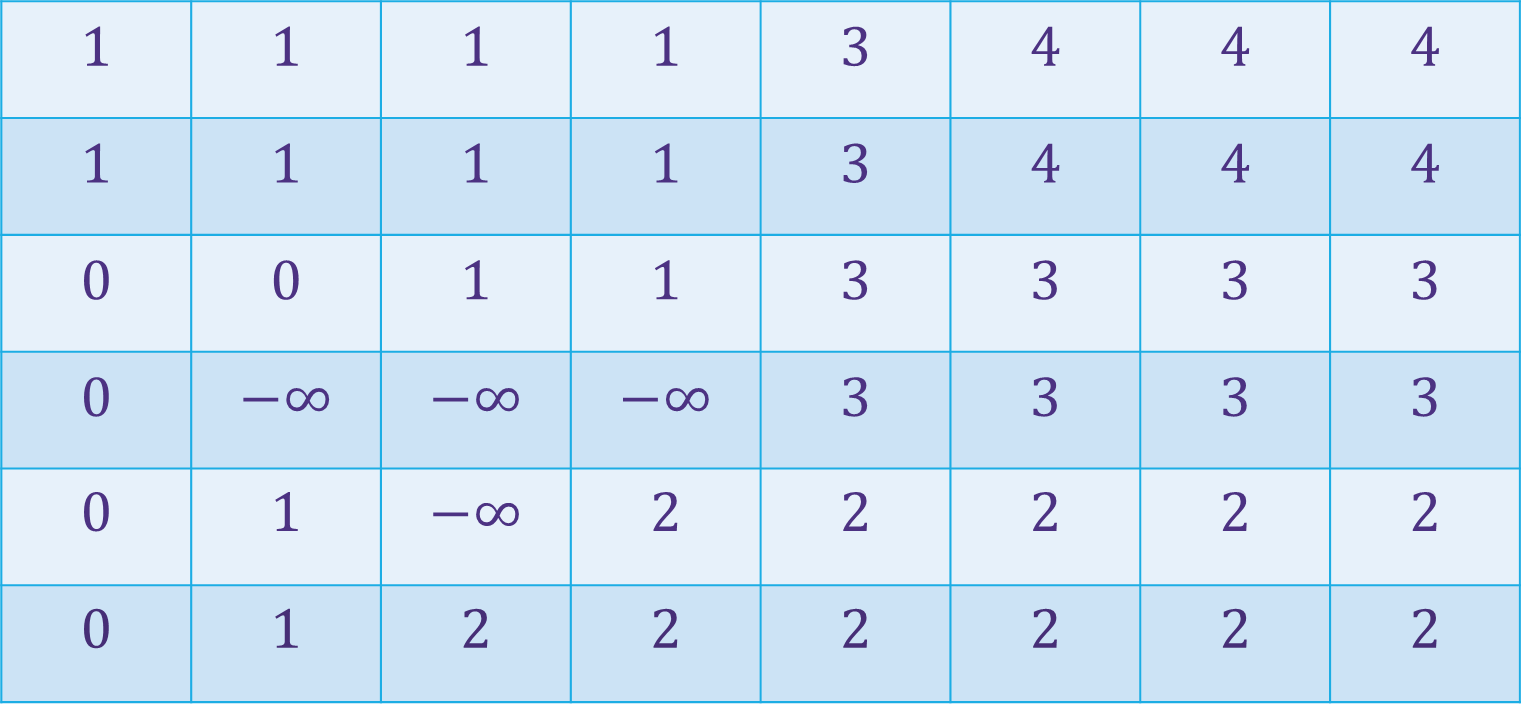 1 1 1 1 3 4 4 4
1 1 1 1 3 4 4 4
0 0 1 1 3 3 3 3
0 −∞ −∞ −∞ 3 3 3 3
0 1 −∞ 2 2 2 2 2
0 1 2 2 2 2 2 2